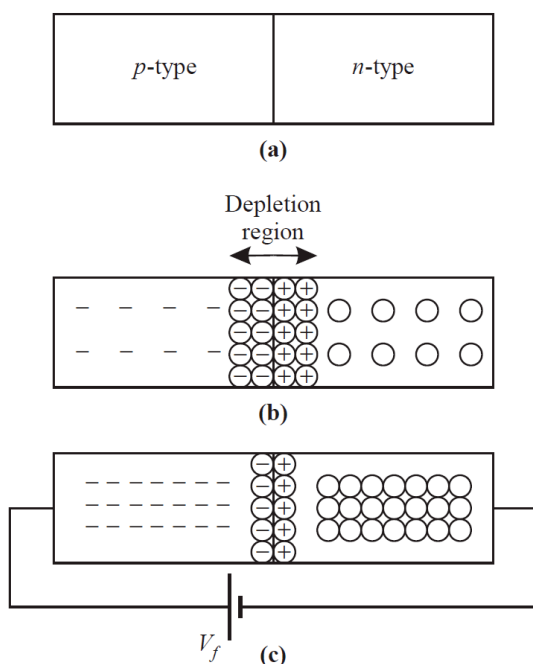 p-type n-type
(a)
Depletion
region
(b)
V_f (c)